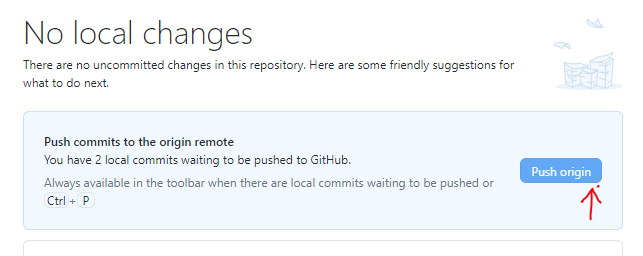 No local changes
There are no uncommitted changes in this repository. Here are some friendly suggestions for
what to do next.
Push commits to the origin remote
You have 2 local commits waiting to be pushed to GitHub.
Push origin
Always available in the toolbar when there are local commits waiting to be pushed or
Ctrl + P